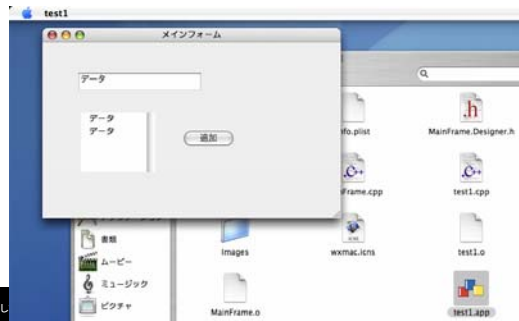 test1
メインフォーム
データ
データ
データ
追加
nfo.plist
MainFrame.Designer.h
Frame.cpp
test1.cpp
書類
ムービー
ミュージック
ピクチャ
Images
wxmac.icns
test1.o
MainFrame.o
test1.app
し